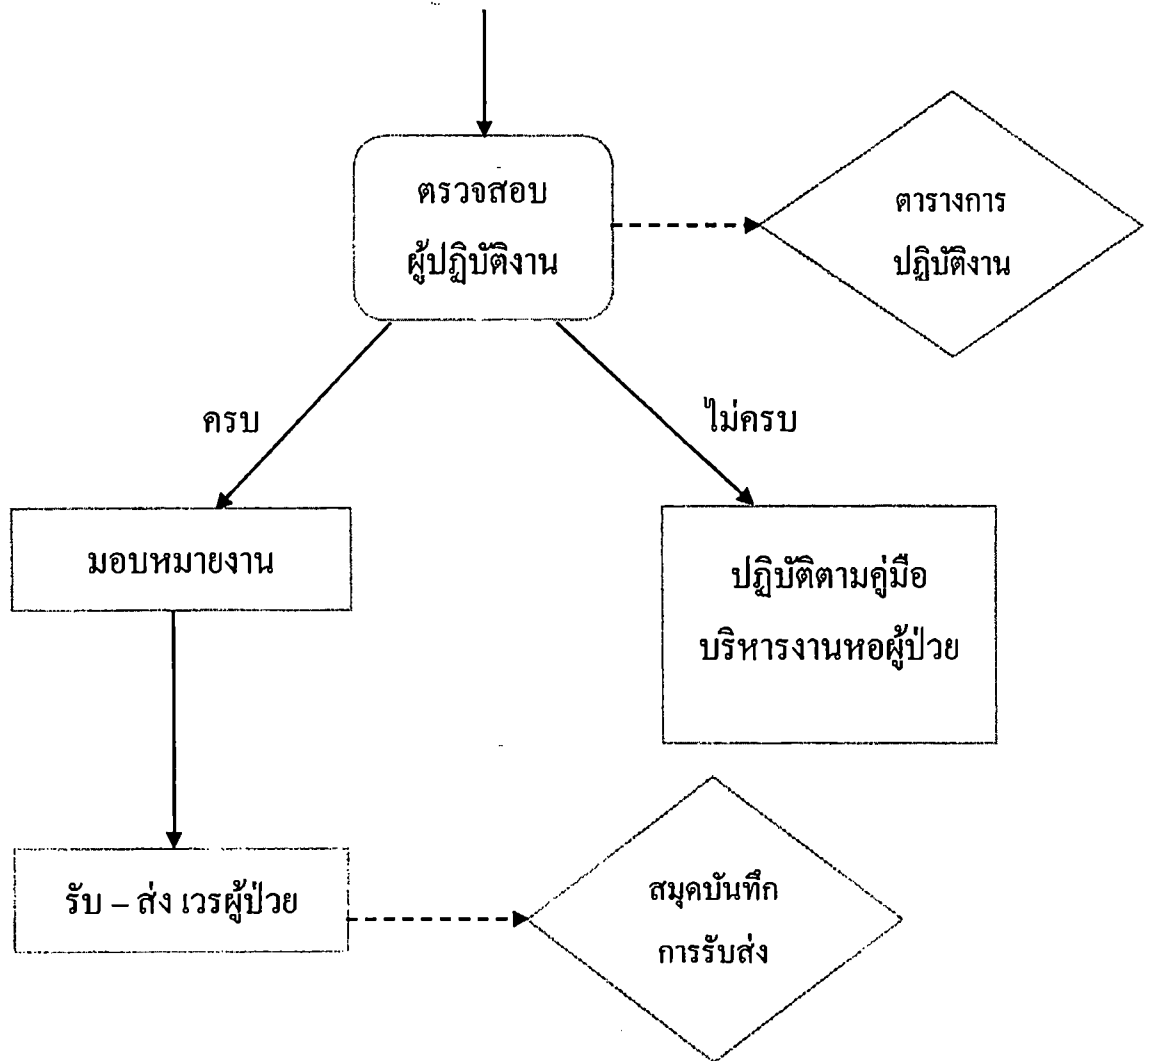 ตรวจสอบ
ผู้ปฏิบัติงาน
ตารางการ
ปฏิบัติงาน
ครบ
ไม่ครบ
มอบหมายงาน
ปฏิบัติตามคู่มือ
บริหารงานหอผู้ป่วย
รับ – ส่ง เวรผู้ป่วย
สมุดบันทึก
การรับส่ง